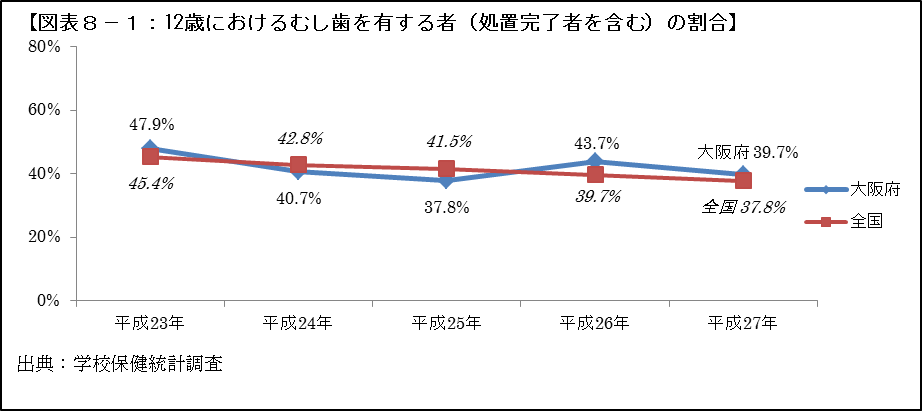 【図表８－１：12歳におけるむし歯を有する者（処置完了者を含む）の割合】
80%
60%
40%
20%
0%
47.9%
42.8%
41.5%
43.7%
大阪府 39.7%
45.4%
40.7%
37.8%
39.7%
全国 37.8%
大阪府
全国
平成23年
平成24年
平成25年
平成26年
平成27年
出典：学校保健統計調査